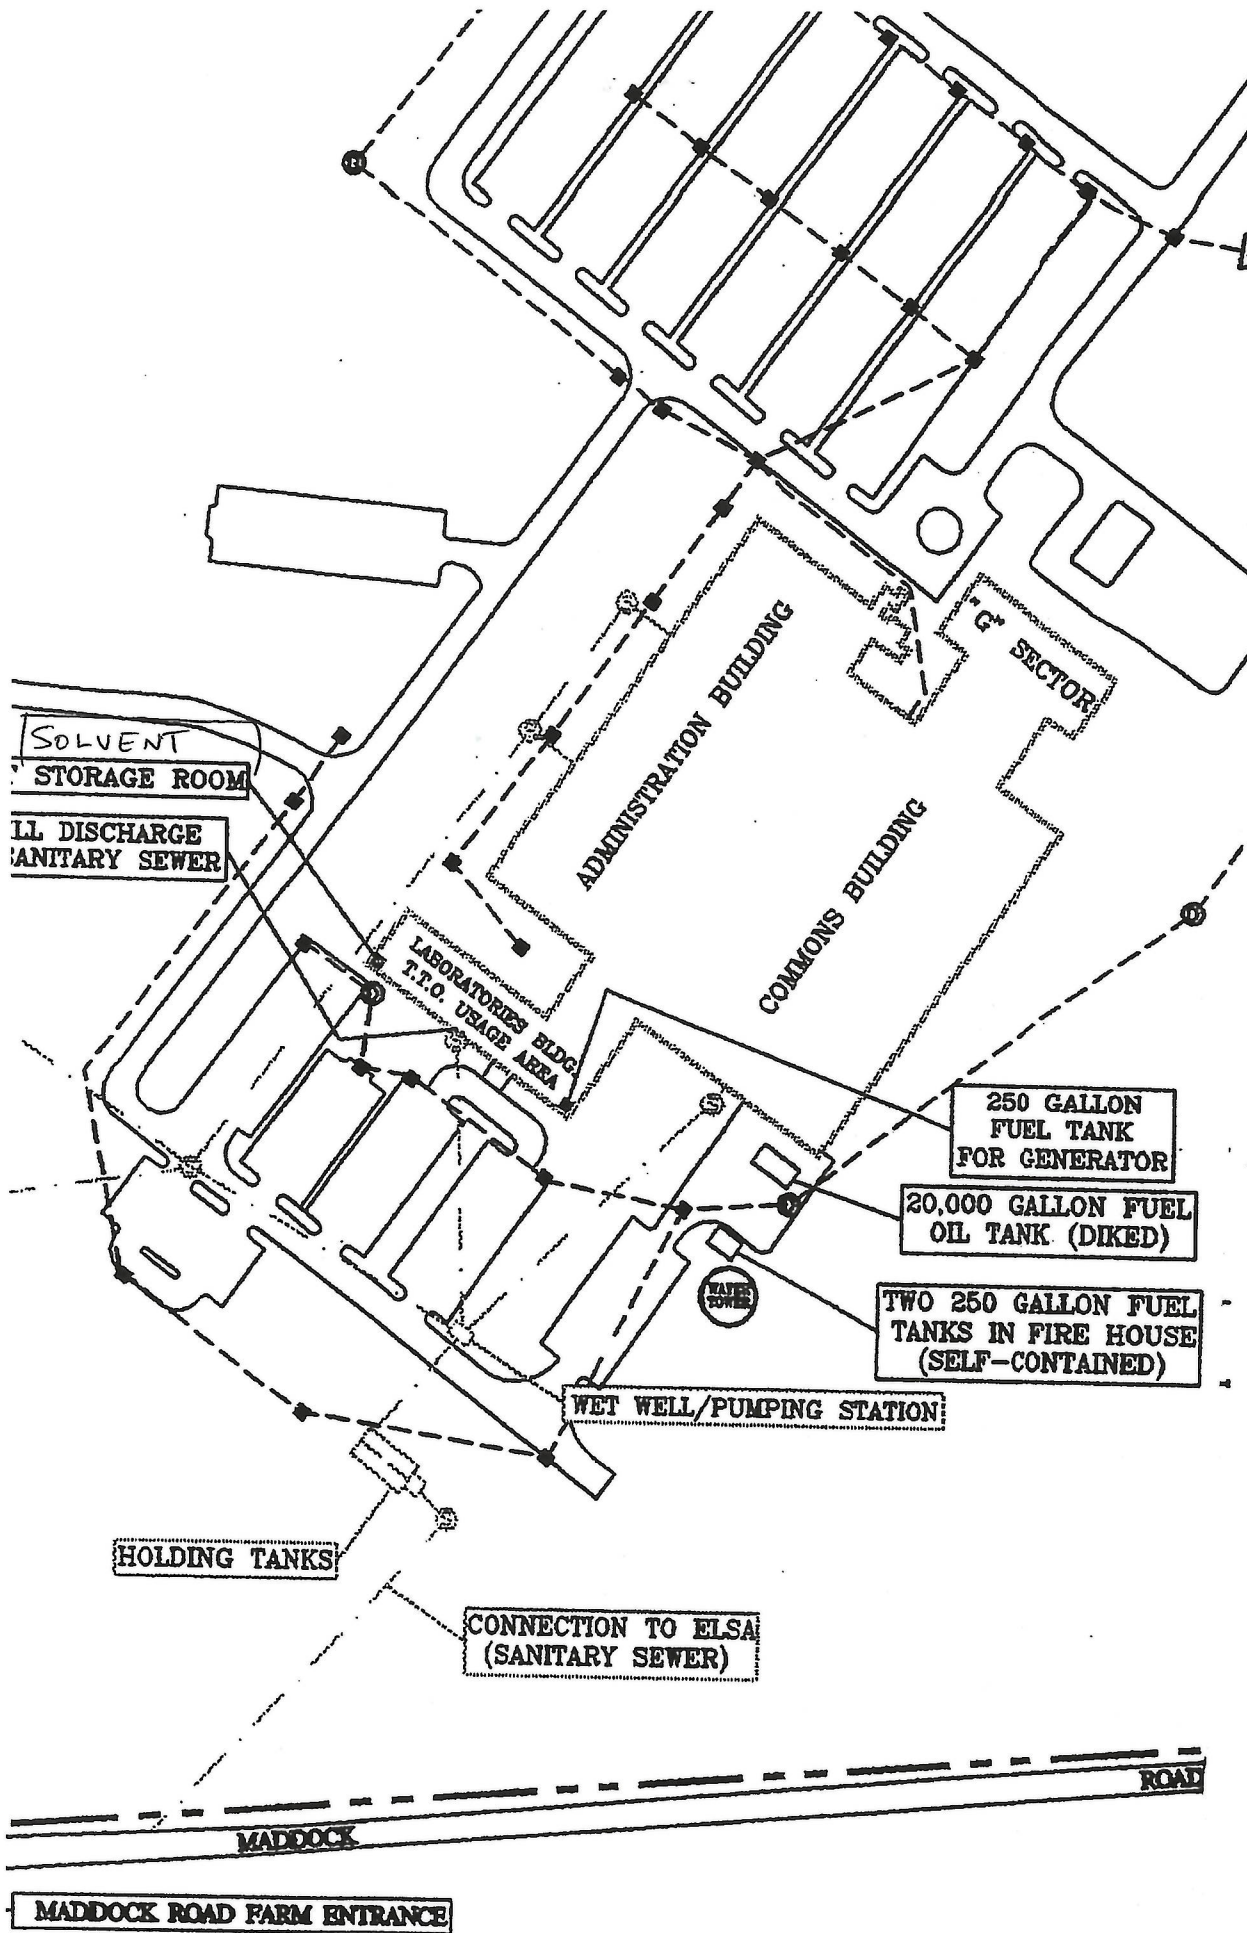 "G" SECTOR
ADMINISTRATION BUILDING
COMMONS BUILDING
SOLVENT
STORAGE ROOM
LL DISCHARGE
ANITARY SEWER
LABORATORIES BLDG.
T.T.O. USAGE
AREA
250 GALLON
FUEL TANK
FOR GENERATOR
20,000 GALLON FUEL
OIL TANK (DIKED)
WATER
TOWER
TWO 250 GALLON FUEL
TANKS IN FIRE HOUSE
(SELF-CONTAINED)
WET WELL/PUMPING STATION
HOLDING TANKS
CONNECTION TO ELSA
(SANITARY SEWER)
MADDOCK ROAD
MADDOCK ROAD FARM ENTRANCE